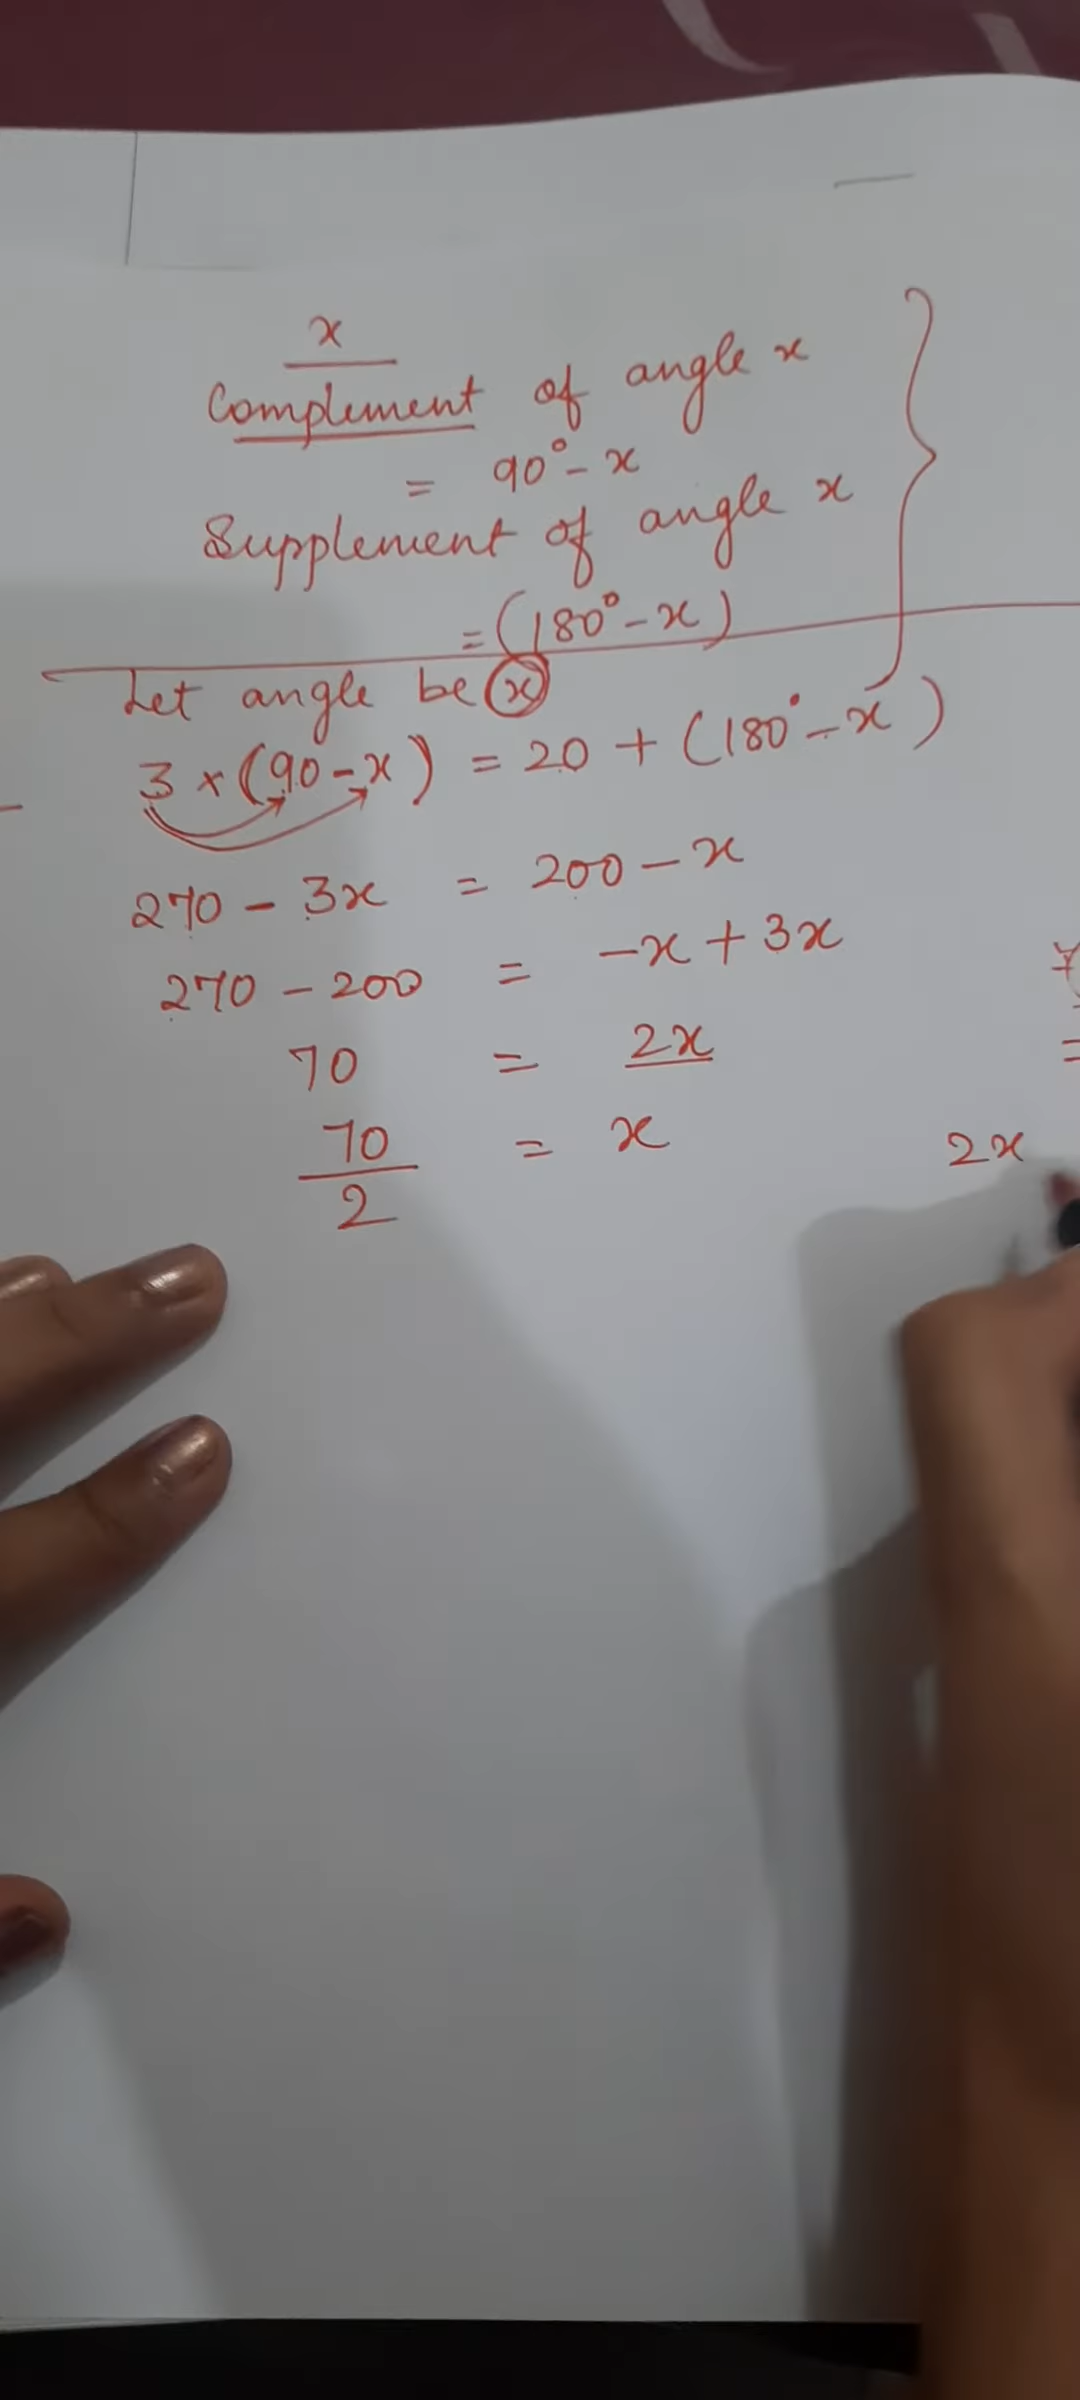 x
Complement of angle x
= 90° - x
Supplement of angle x
= (180° - x)
Let angle be x
3 × (90 - x) = 20 + (180° - x)
270 - 3x = 200 - x
270 - 200 = -x + 3x
70 = 2x
70/2 = x
2x